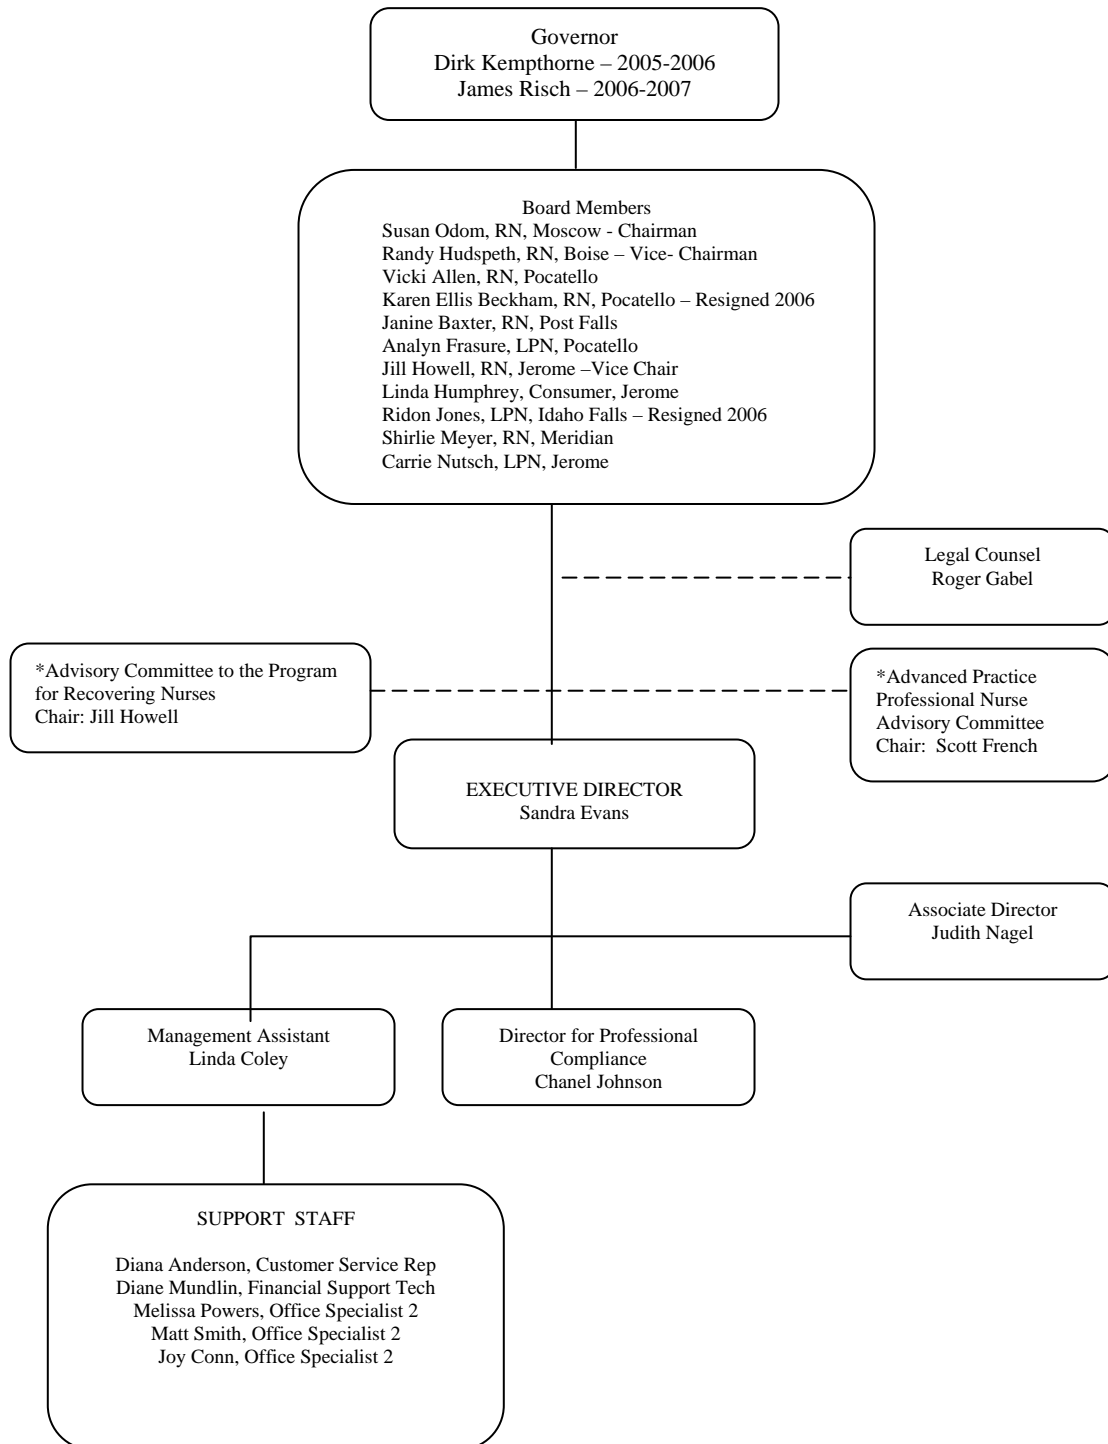 Governor
Dirk Kempthorne – 2005-2006
James Risch – 2006-2007
Board Members
Susan Odom, RN, Moscow - Chairman
Randy Hudspeth, RN, Boise – Vice- Chairman
Vicki Allen, RN, Pocatello
Karen Ellis Beckham, RN, Pocatello – Resigned 2006
Janine Baxter, RN, Post Falls
Analyn Frasure, LPN, Pocatello
Jill Howell, RN, Jerome –Vice Chair
Linda Humphrey, Consumer, Jerome
Ridon Jones, LPN, Idaho Falls – Resigned 2006
Shirlie Meyer, RN, Meridian
Carrie Nutsch, LPN, Jerome
Legal Counsel
Roger Gabel
*Advisory Committee to the Program
for Recovering Nurses
Chair: Jill Howell
*Advanced Practice
Professional Nurse
Advisory Committee
Chair:  Scott French
EXECUTIVE DIRECTOR
Sandra Evans
Associate Director
Judith Nagel
Management Assistant
Linda Coley
Director for Professional
Compliance
Chanel Johnson
SUPPORT  STAFF
Diana Anderson, Customer Service Rep
Diane Mundlin, Financial Support Tech
Melissa Powers, Office Specialist 2
Matt Smith, Office Specialist 2
Joy Conn, Office Specialist 2